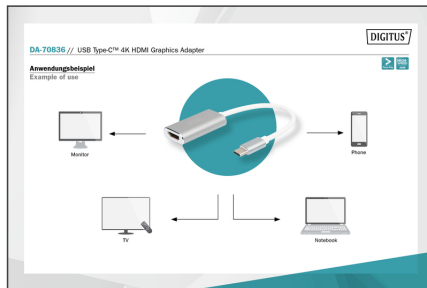 DIGITUS®
DA-70836 // USB Type-C™ 4K HDMI Graphics Adapter
Anwendungsbeispiel
Example of use
Monitor
Phone
TV
Notebook